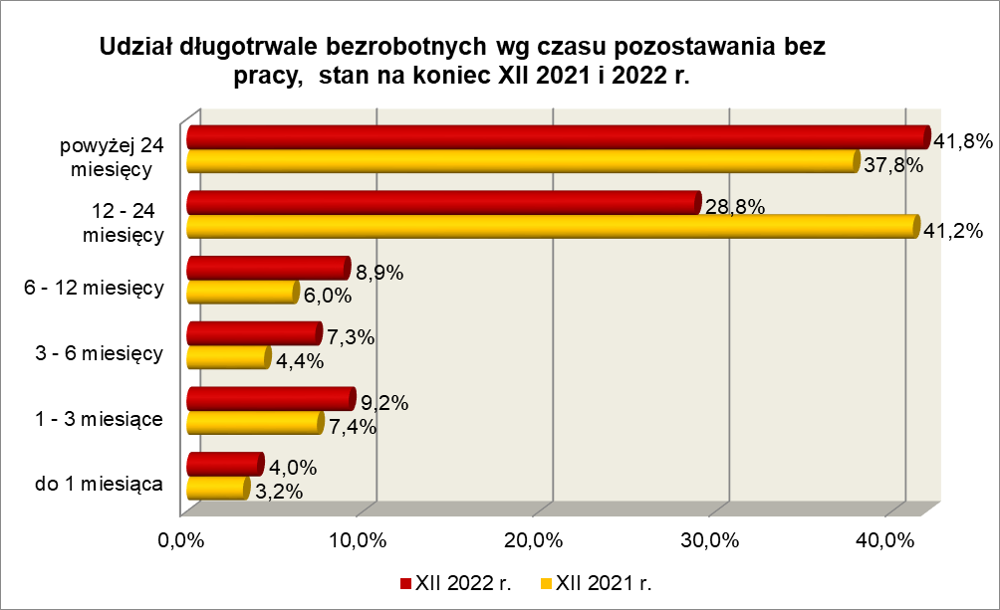 Udział długotrwale bezrobotnych wg czasu pozostawania bez
pracy, stan na koniec XII 2021 i 2022 r.
powyżej 24
miesięcy
41,8%
37,8%
12 - 24
miesięcy
28,8%
41,2%
6 - 12 miesięcy
8,9%
6,0%
3 - 6 miesięcy
7,3%
4,4%
1 - 3 miesiące
9,2%
7,4%
do 1 miesiąca
4,0%
3,2%
0,0% 10,0% 20,0% 30,0% 40,0%
XII 2022 r. XII 2021 r.